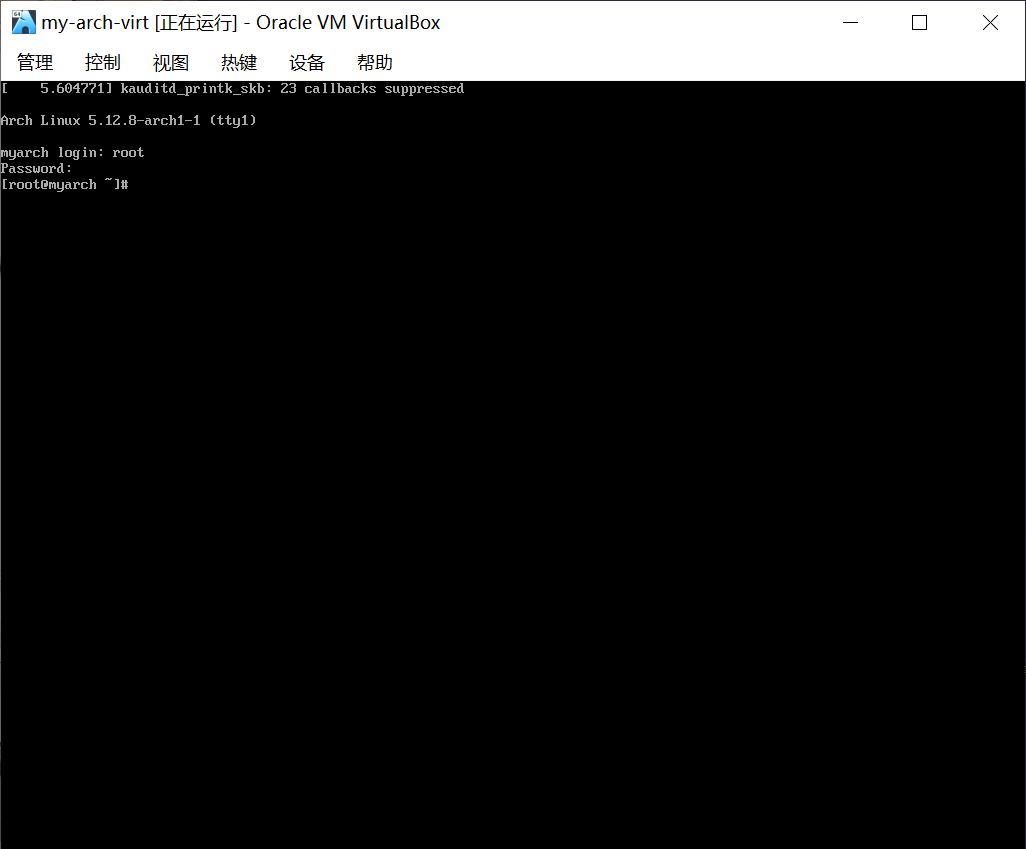 my-arch-virt [正在运行] - Oracle VM VirtualBox
管理 控制 视图 热键 设备 帮助
[    5.604771] kauditd_printk_skb: 23 callbacks suppressed
Arch Linux 5.12.8-arch1-1 (tty1)
myarch login: root
Password:
[root@myarch ~]#